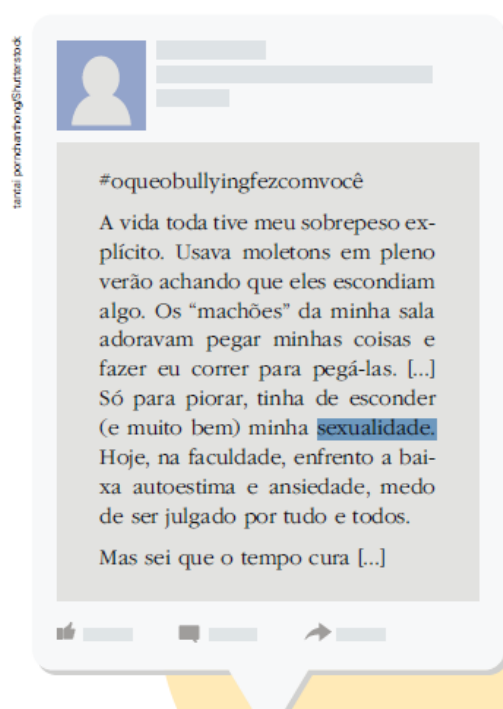 tantai pornchanthong/Shutterstock
#oqueobullyingfezcomvocê
A vida toda tive meu sobrepeso ex-
plícito. Usava moletons em pleno
verão achando que eles escondiam
algo. Os “machões” da minha sala
adoravam pegar minhas coisas e
fazer eu correr para pegá-las. [...]
Só para piorar, tinha de esconder
(e muito bem) minha sexualidade.
Hoje, na faculdade, enfrento a bai-
xa autoestima e ansiedade, medo
de ser julgado por tudo e todos.
Mas sei que o tempo cura [...]